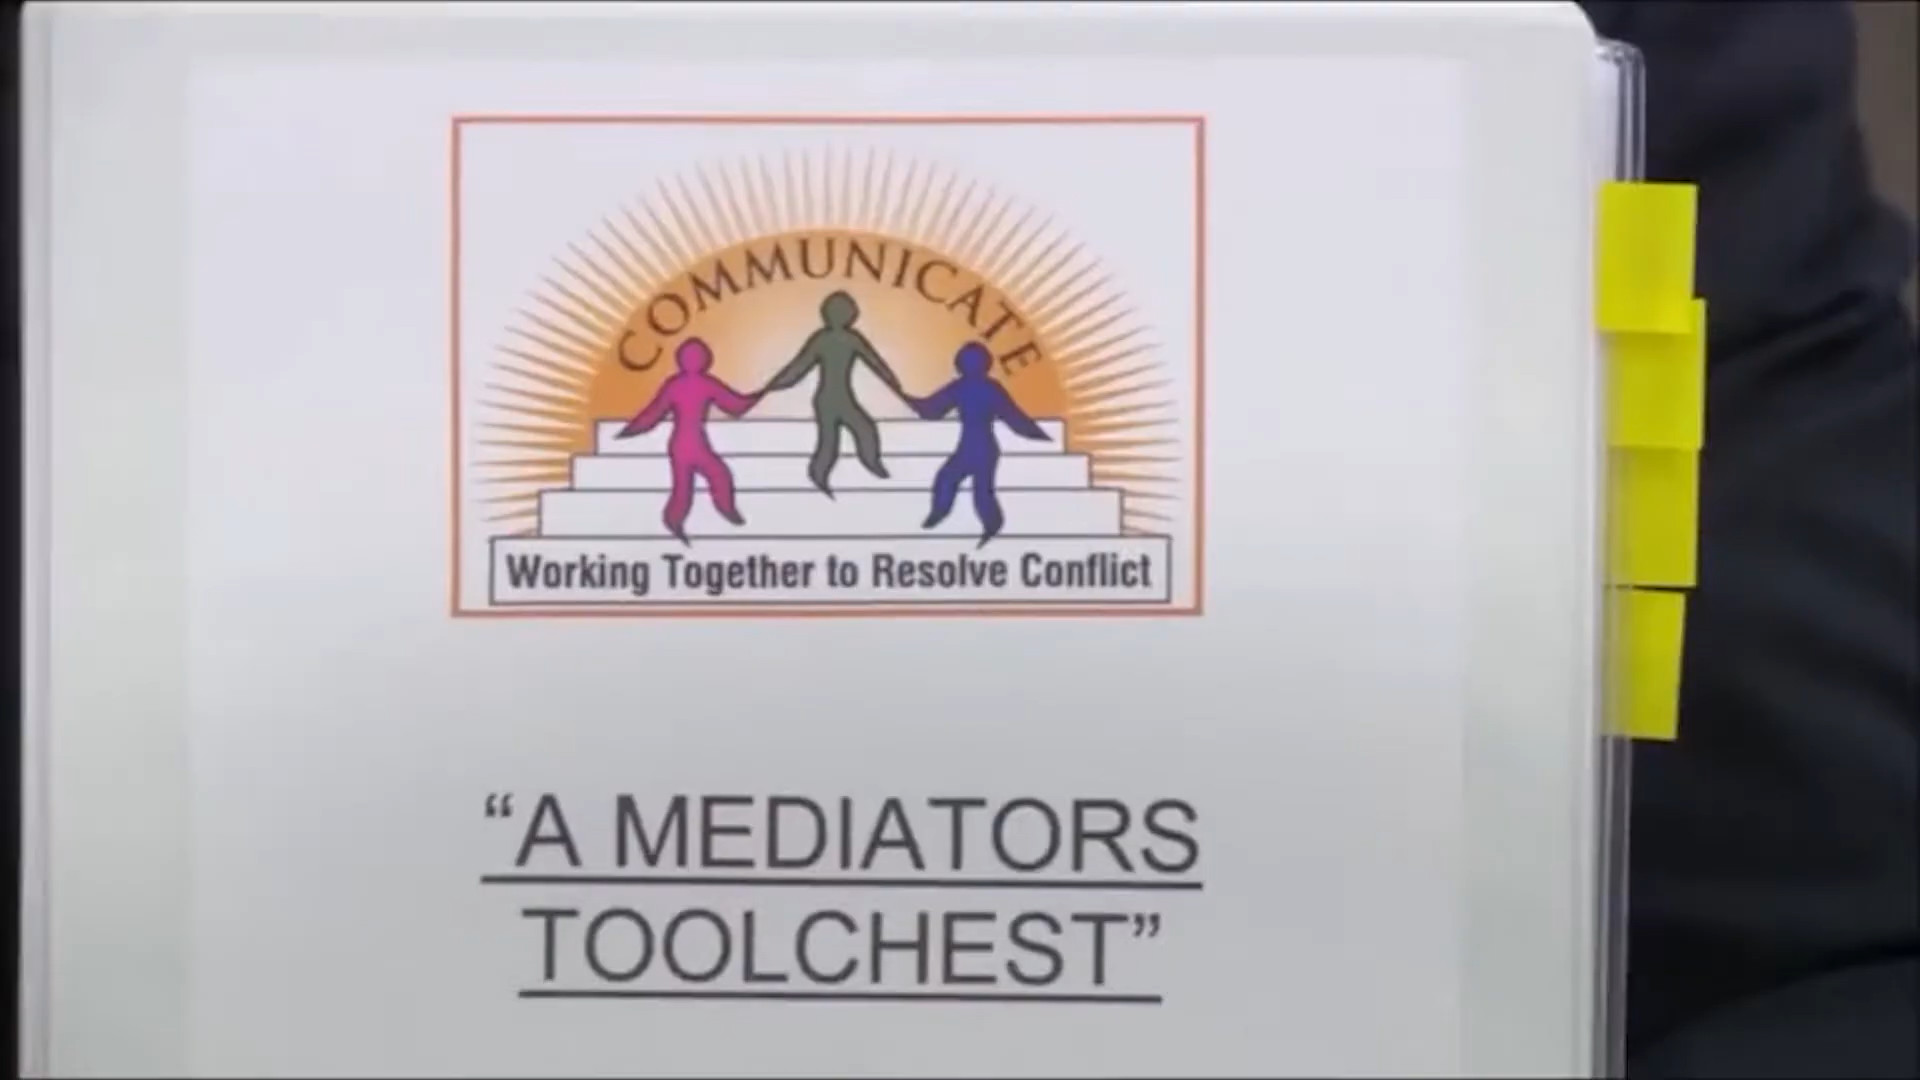 COMMUNICATE
Working Together to Resolve Conflict
“A MEDIATORS
TOOLCHEST”